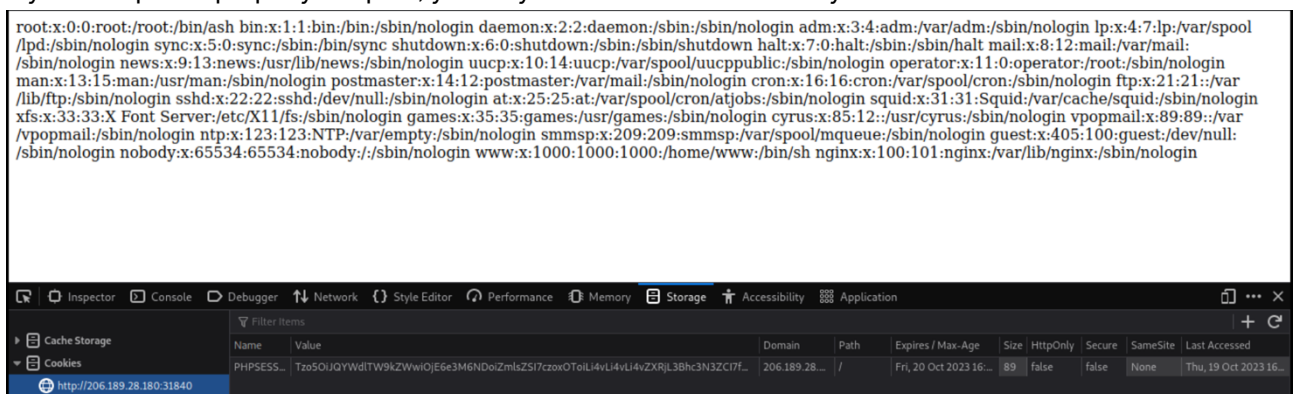 root:x:0:0:root:/root:/bin/ash bin:x:1:1:bin:/bin:/sbin/nologin daemon:x:2:2:daemon:/sbin:/sbin/nologin adm:x:3:4:adm:/var/adm:/sbin/nologin lp:x:4:7:lp:/var/spool
/lpd:/sbin/nologin sync:x:5:0:sync:/sbin:/bin/sync shutdown:x:6:0:shutdown:/sbin:/sbin/shutdown halt:x:7:0:halt:/sbin:/sbin/halt mail:x:8:12:mail:/var/mail:
/sbin/nologin news:x:9:13:news:/usr/lib/news:/sbin/nologin uucp:x:10:14:uucp:/var/spool/uucppublic:/sbin/nologin operator:x:11:0:operator:/root:/sbin/nologin
man:x:13:15:man:/usr/man:/sbin/nologin postmaster:x:14:12:postmaster:/var/mail:/sbin/nologin cron:x:16:16:cron:/var/spool/cron:/sbin/nologin ftp:x:21:21::/var
/lib/ftp:/sbin/nologin sshd:x:22:22:sshd:/dev/null:/sbin/nologin at:x:25:25:at:/var/spool/cron/atjobs:/sbin/nologin squid:x:31:31:Squid:/var/cache/squid:/sbin/nologin
xfs:x:33:33:X Font Server:/etc/X11/fs:/sbin/nologin games:x:35:35:games:/usr/games:/sbin/nologin cyrus:x:85:12::/usr/cyrus:/sbin/nologin vpopmail:x:89:89::/var
/vpopmail:/sbin/nologin ntp:x:123:123:NTP:/var/empty:/sbin/nologin smmsp:x:209:209:smmsp:/var/spool/mqueue:/sbin/nologin guest:x:405:100:guest:/dev/null:
/sbin/nologin nobody:x:65534:65534:nobody:/:/sbin/nologin www:x:1000:1000:1000:/home/www:/bin/sh nginx:x:100:101:nginx:/var/lib/nginx:/sbin/nologin
Inspector Console Debugger Network Style Editor Performance Memory Storage Accessibility Application
Filter Items
Cache Storage
Name Value Domain Path Expires / Max-Age Size HttpOnly Secure SameSite Last Accessed
Cookies
PHPSESS... / Fri, 20 Oct 2023 16:... 89 false false None Thu, 19 Oct 2023 16...
206.189.28....
http://206.189.28.180:31840